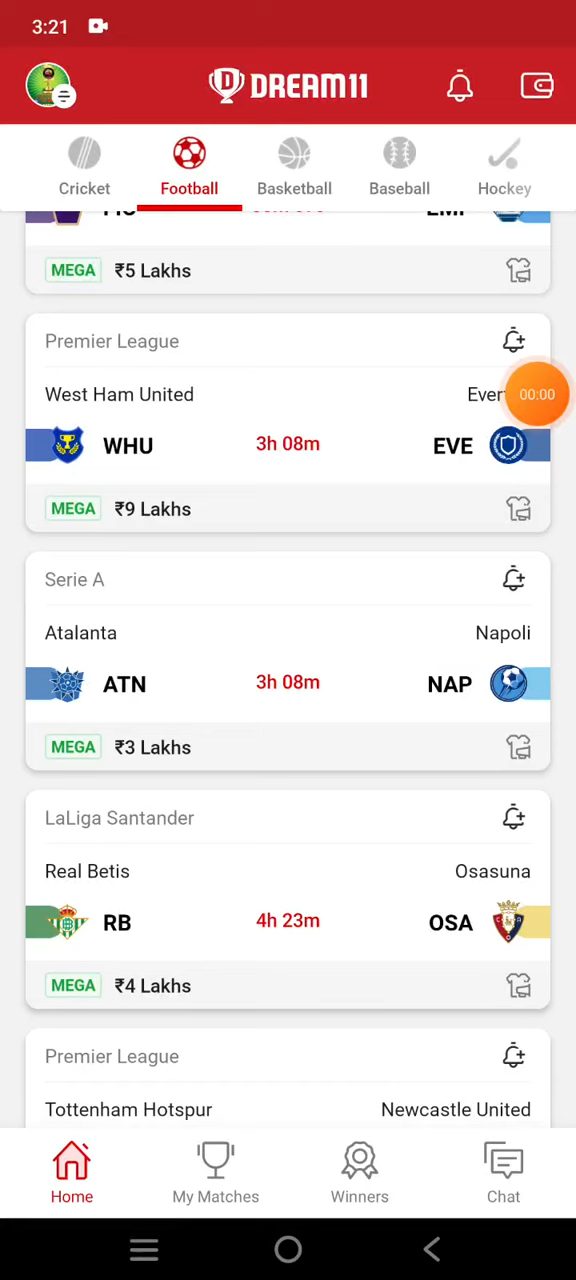 3:21
DREAM11
Cricket
Football
Basketball
Baseball
Hockey
MEGA ₹5 Lakhs
Premier League
West Ham United
WHU 3h 08m EVE
MEGA ₹9 Lakhs
00:00
Serie A
Atalanta Napoli
ATN 3h 08m NAP
MEGA ₹3 Lakhs
LaLiga Santander
Real Betis Osasuna
RB 4h 23m OSA
MEGA ₹4 Lakhs
Premier League
Tottenham Hotspur Newcastle United
Home
My Matches
Winners
Chat